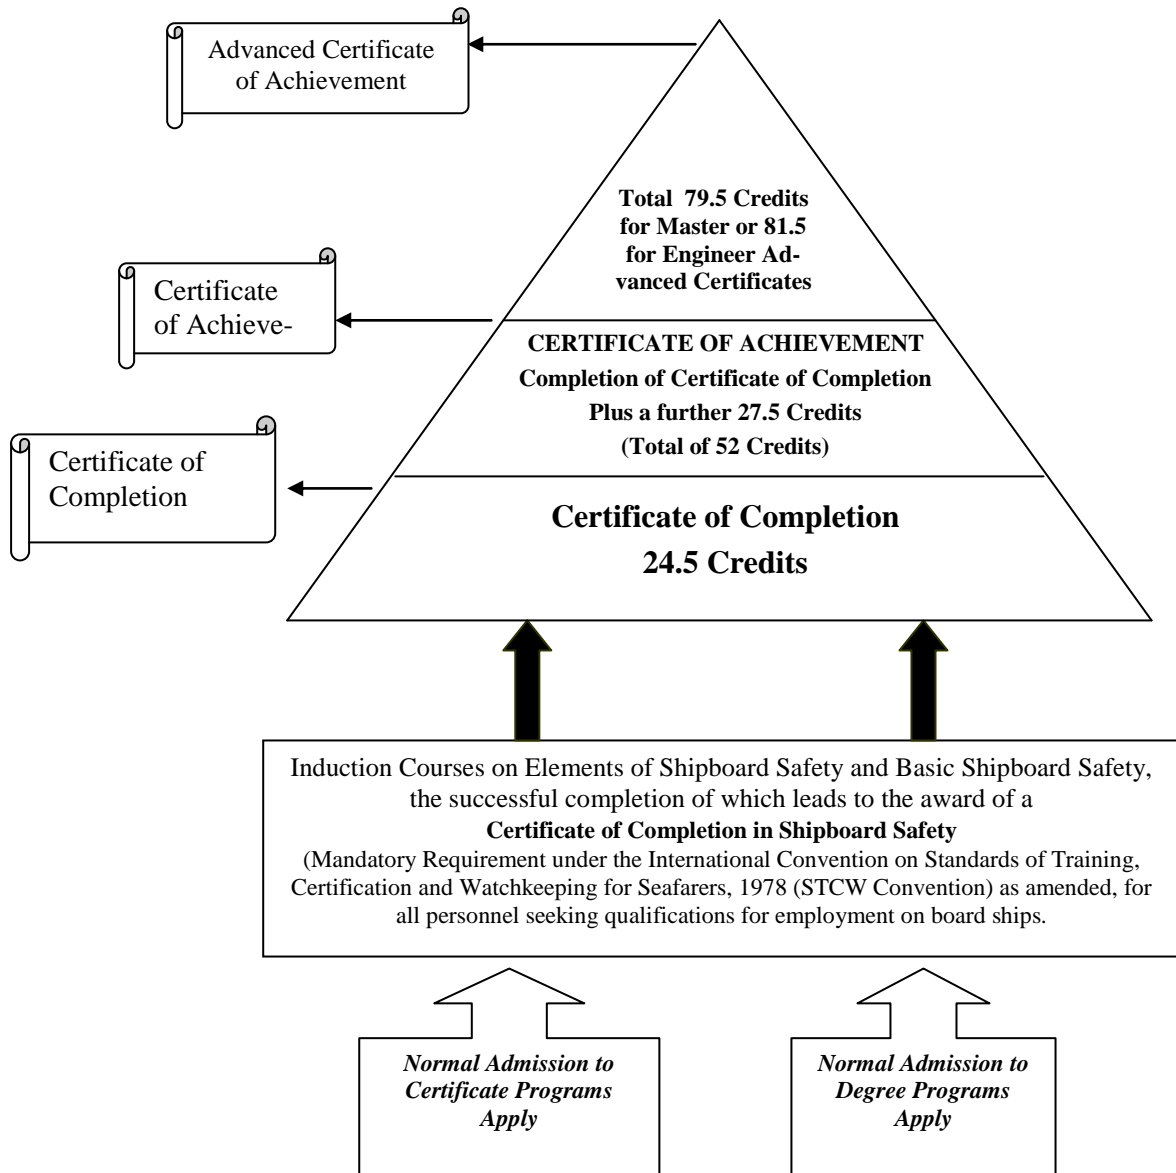 Advanced Certificate
of Achievement
Total 79.5 Credits
for Master or 81.5
for Engineer Ad-
vanced Certificates
Certificate
of Achieve-
CERTIFICATE OF ACHIEVEMENT
Completion of Certificate of Completion
Plus a further 27.5 Credits
(Total of 52 Credits)
Certificate of
Completion
Certificate of Completion
24.5 Credits
Induction Courses on Elements of Shipboard Safety and Basic Shipboard Safety,
the successful completion of which leads to the award of a
Certificate of Completion in Shipboard Safety
(Mandatory Requirement under the International Convention on Standards of Training,
Certification and Watchkeeping for Seafarers, 1978 (STCW Convention) as amended, for
all personnel seeking qualifications for employment on board ships.
Normal Admission to
Certificate Programs
Apply
Normal Admission to
Degree Programs
Apply